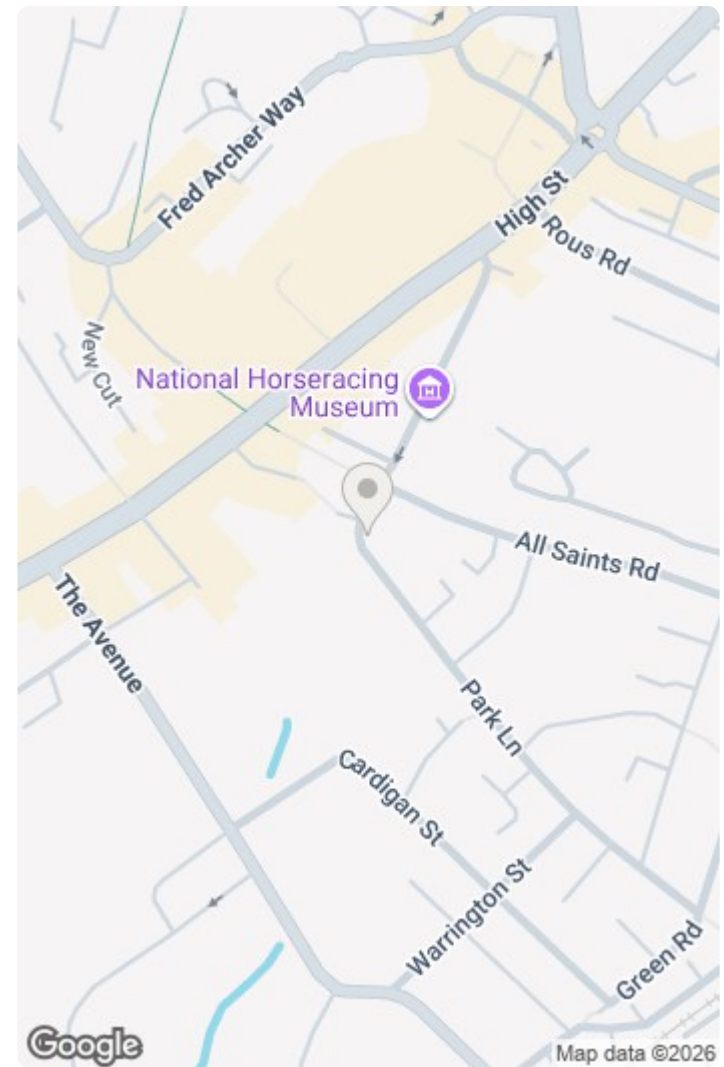 Fred Archer Way
High St
Rous Rd
New Cut
National Horseracing
Museum
All Saints Rd
The Avenue
Park Ln
Cardigan St
Warrington St
Green Rd
Google
Map data ©2026